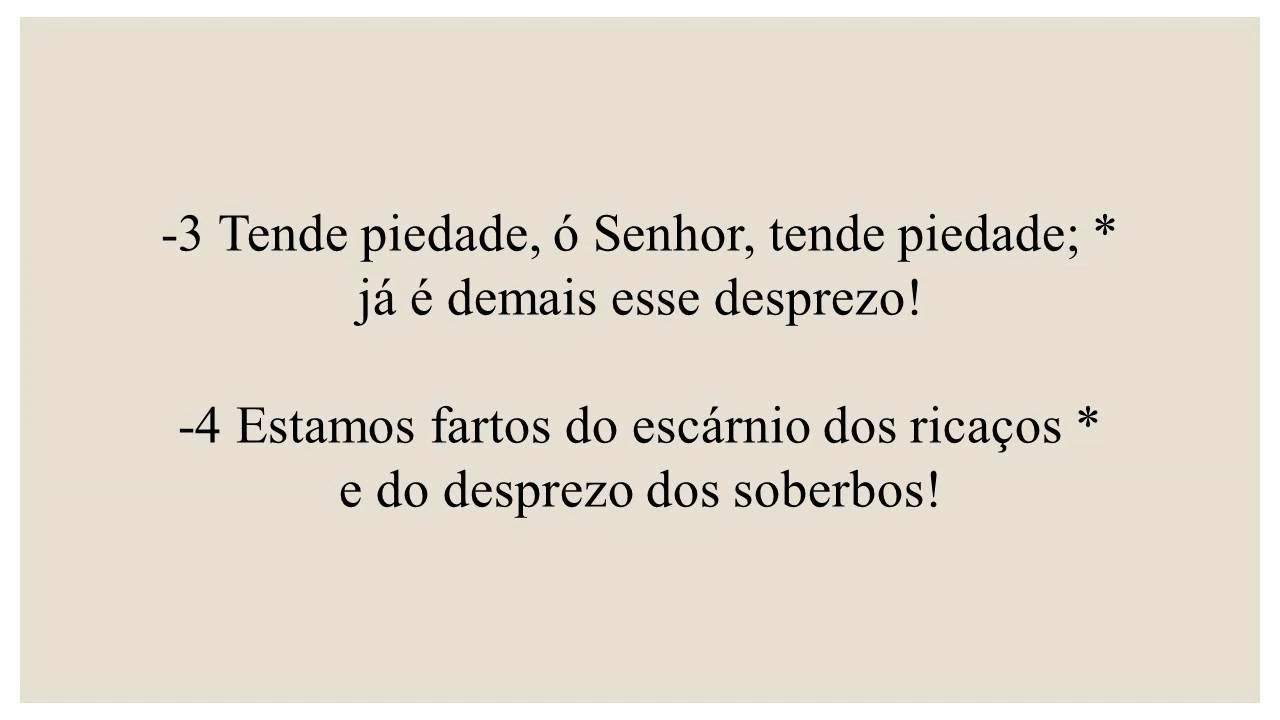 -3 Tende piedade, ó Senhor, tende piedade; *
já é demais esse desprezo!
-4 Estamos fartos do escárnio dos ricaços *
e do desprezo dos soberbos!